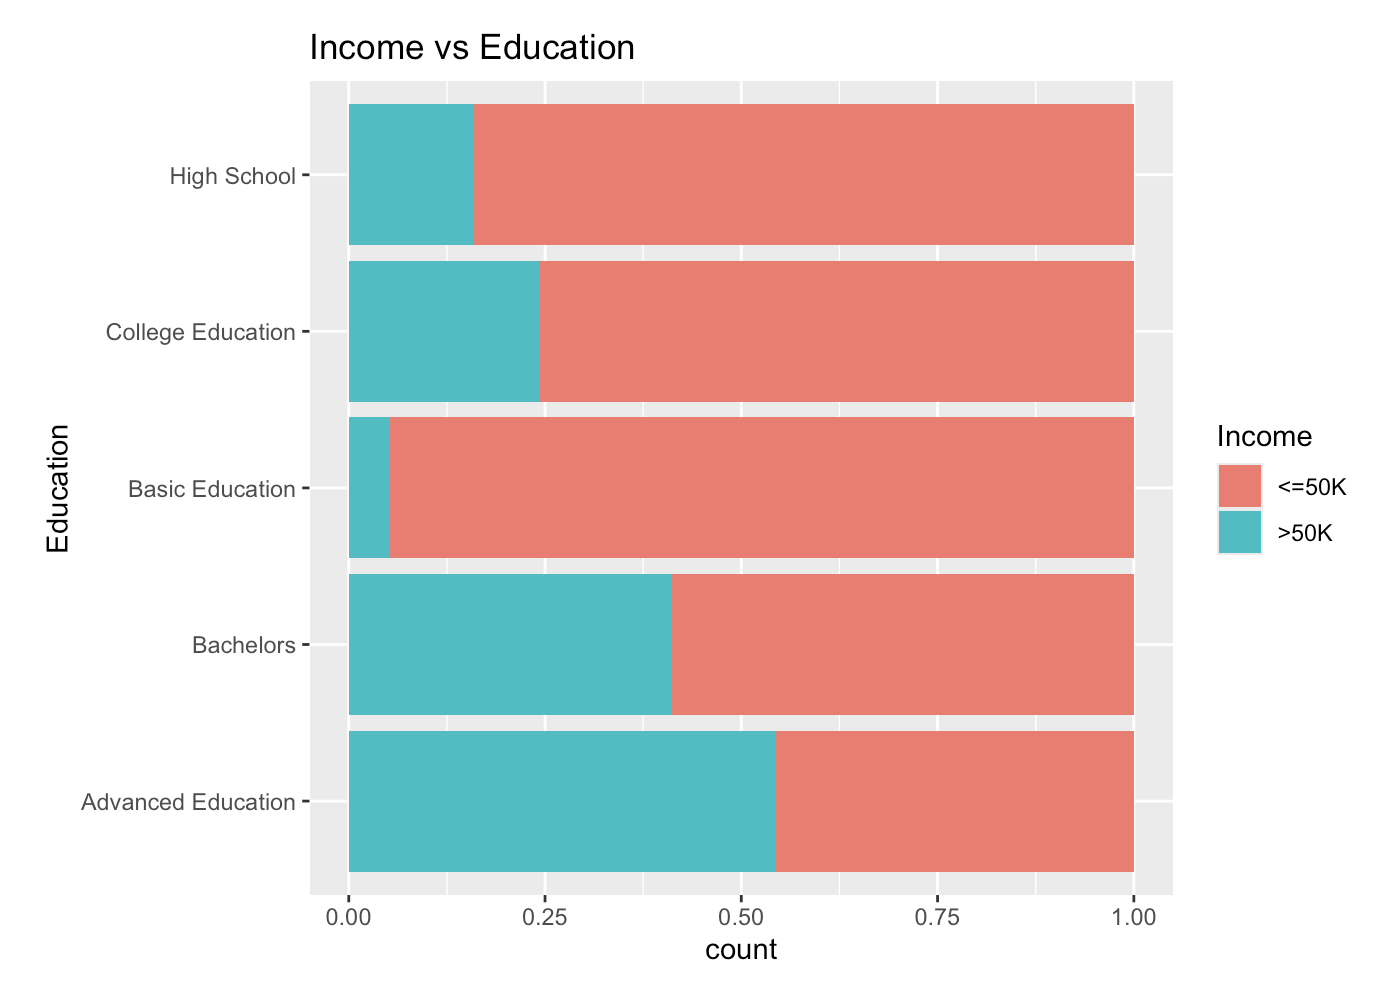 Income vs Education
High School
College Education
Basic Education
Bachelors
Advanced Education
Education
0.00
0.25
0.50
0.75
1.00
count
Income
<=50K
>50K